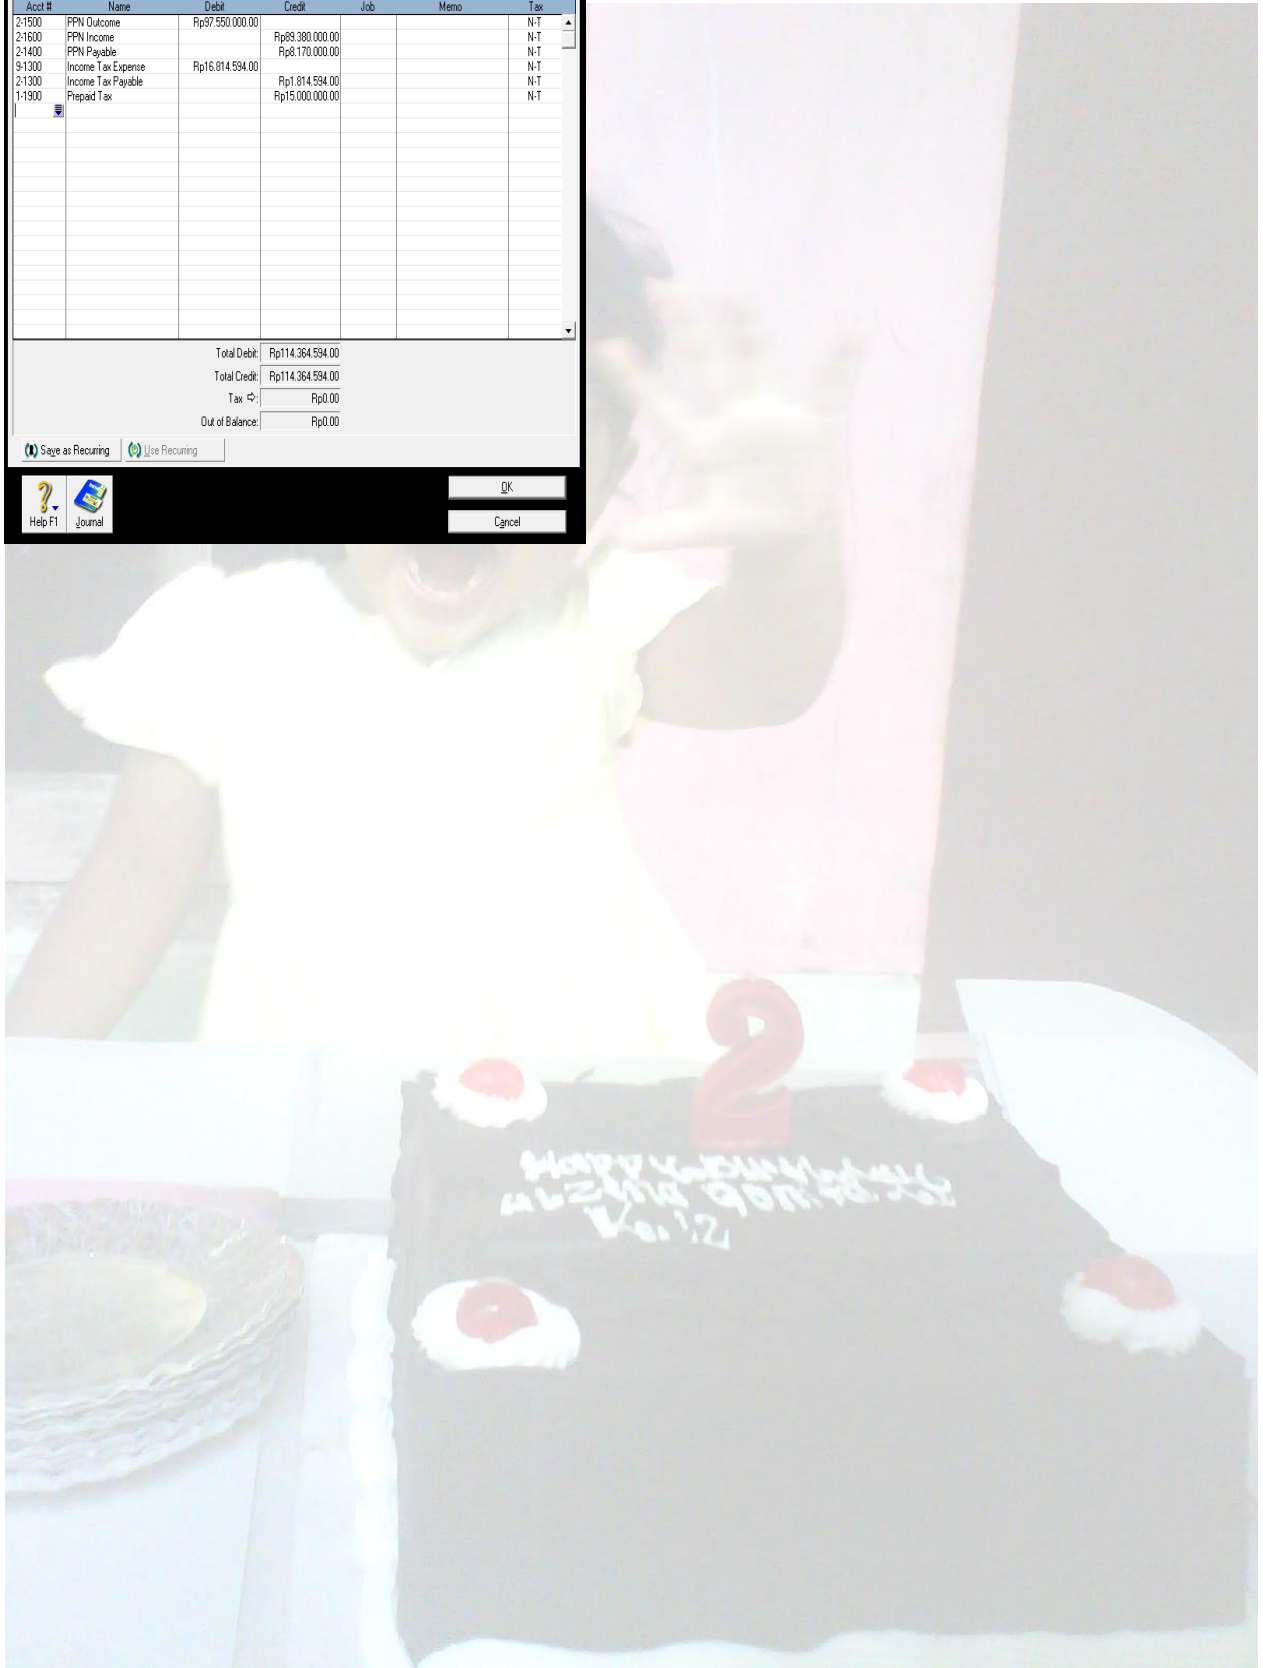 Acct # Name Debit Credit Job Memo Tax
2-1500 PPN Outcome Rp97.550.000.00 N-T
2-1600 PPN Income Rp89.380.000.00 N-T
2-1400 PPN Payable Rp8.170.000.00 N-T
9-1300 Income Tax Expense Rp16.814.594.00 N-T
2-1300 Income Tax Payable Rp1.814.594.00 N-T
1-1900 Prepaid Tax Rp15.000.000.00 N-T
Total Debit: Rp114.364.594.00
Total Credit: Rp114.364.594.00
Tax ⇨: Rp0.00
Out of Balance: Rp0.00
Save as Recurring Use Recurring
OK
Help F1 Journal
Cancel
2